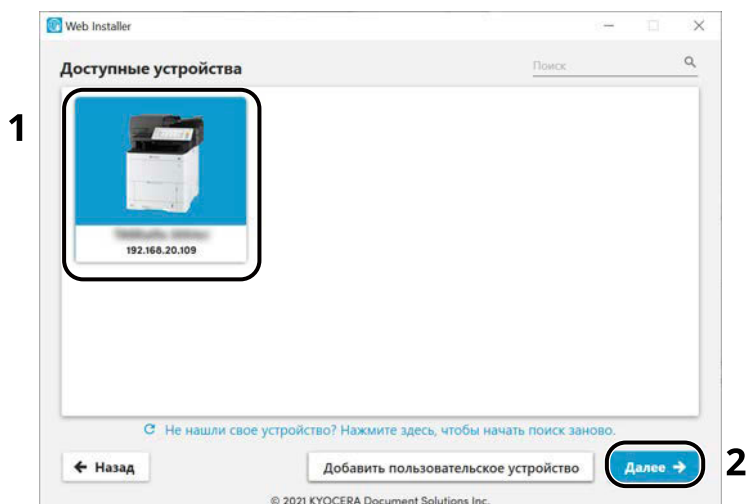 Web Installer
Доступные устройства
Поиск
1
192.168.20.109
Не нашли свое устройство? Нажмите здесь, чтобы начать поиск заново.
Назад
Добавить пользовательское устройство
Далее
2
© 2021 KYOCERA Document Solutions Inc.